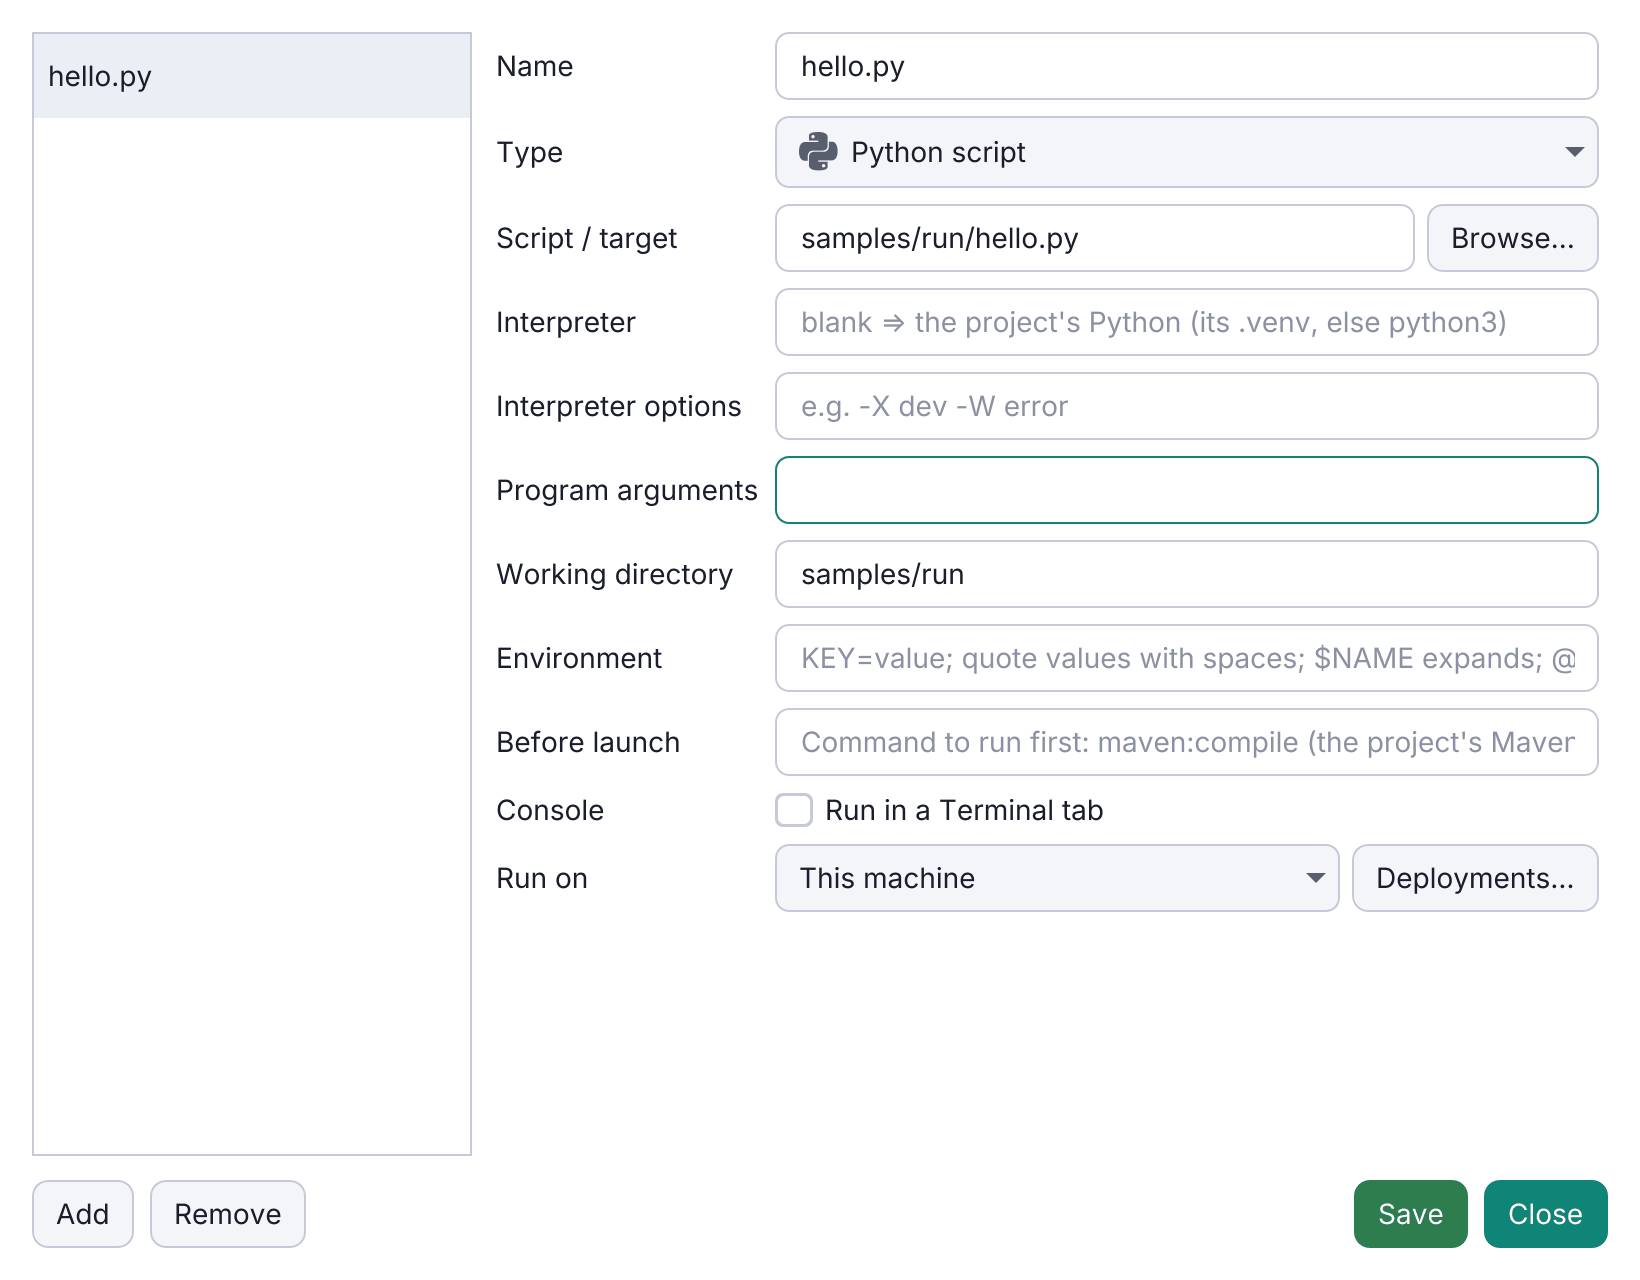 hello.py
Name
hello.py
Type
Python script
Script / target
samples/run/hello.py
Browse...
Interpreter
blank ⇒ the project's Python (its .venv, else python3)
Interpreter options
e.g. -X dev -W error
Program arguments
Working directory
samples/run
Environment
KEY=value; quote values with spaces; $NAME expands; @
Before launch
Command to run first: maven:compile (the project's Maven
Console
Run in a Terminal tab
Run on
This machine
Deployments...
Add
Remove
Save
Close